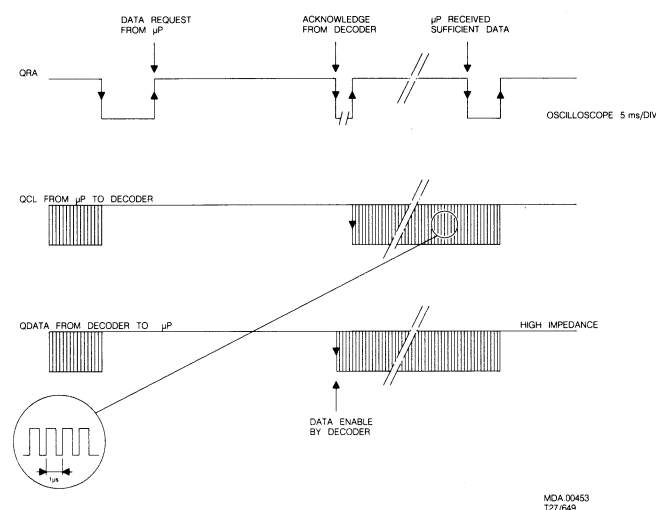 DATA REQUEST
FROM µP
ACKNOWLEDGE
FROM DECODER
µP RECEIVED
SUFFICIENT DATA
QRA
OSCILLOSCOPE 5 ms/DIV
QCL FROM µP TO DECODER
QDATA FROM DECODER TO µP
HIGH IMPEDANCE
DATA ENABLE
BY DECODER
1µs
MDA.00453
T27/649